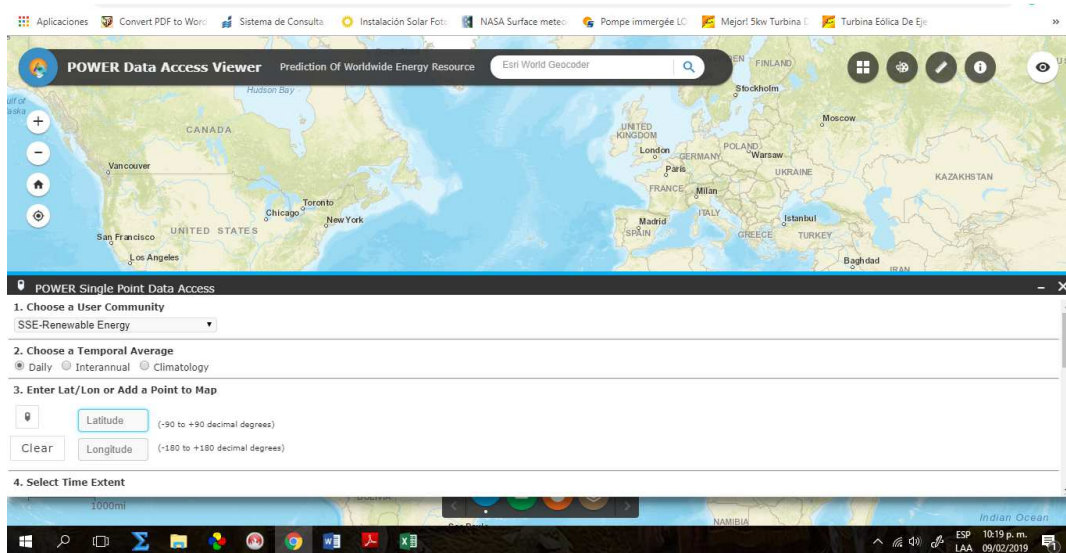 Aplicaciones Convert PDF to Word Sistema de Consulta Instalación Solar Foto NASA Surface meteo Pompe immergée LO Mejor! 5kw Turbina Turbina Eólica De Eje »
POWER Data Access Viewer Prediction Of Worldwide Energy Resource Esri World Geocoder
FINLAND
Hudson Bay
Stockholm
CANADA
Moscow
UNITED
KINGDOM
London
GERMANY
POLAND
Warsaw
Vancouver
Paris
UKRAINE
KAZAKHSTAN
FRANCE
Milan
Toronto
Chicago
New York
Madrid
ITALY
Istanbul
San Francisco
UNITED STATES
SPAIN
GREECE
TURKEY
Los Angeles
Baghdad
IRAN
POWER Single Point Data Access
1. Choose a User Community
SSE-Renewable Energy
2. Choose a Temporal Average
Daily Interannual Climatology
3. Enter Lat/Lon or Add a Point to Map
Latitude (-90 to +90 decimal degrees)
Clear Longitude (-180 to +180 decimal degrees)
4. Select Time Extent
1000mi
NAMIBIA
Indian Ocean
ESP 10:19 p. m.
LAA 09/02/2019